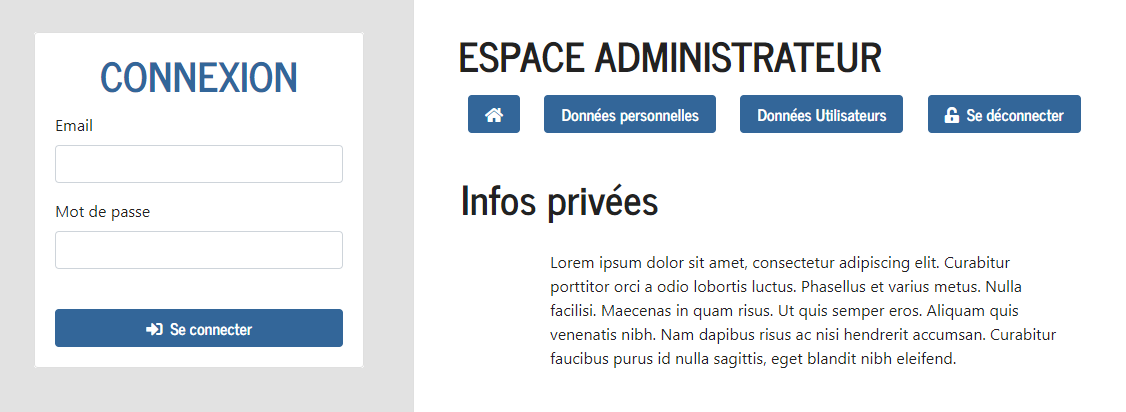 CONNEXION
Email
Mot de passe
Se connecter
ESPACE ADMINISTRATEUR
Données personnelles
Données Utilisateurs
Se déconnecter
Infos privées
Lorem ipsum dolor sit amet, consectetur adipiscing elit. Curabitur
porttitor orci a odio lobortis luctus. Phasellus et varius metus. Nulla
facilisi. Maecenas in quam risus. Ut quis semper eros. Aliquam quis
venenatis nibh. Nam dapibus risus ac nisi hendrerit accumsan. Curabitur
faucibus purus id nulla sagittis, eget blandit nibh eleifend.